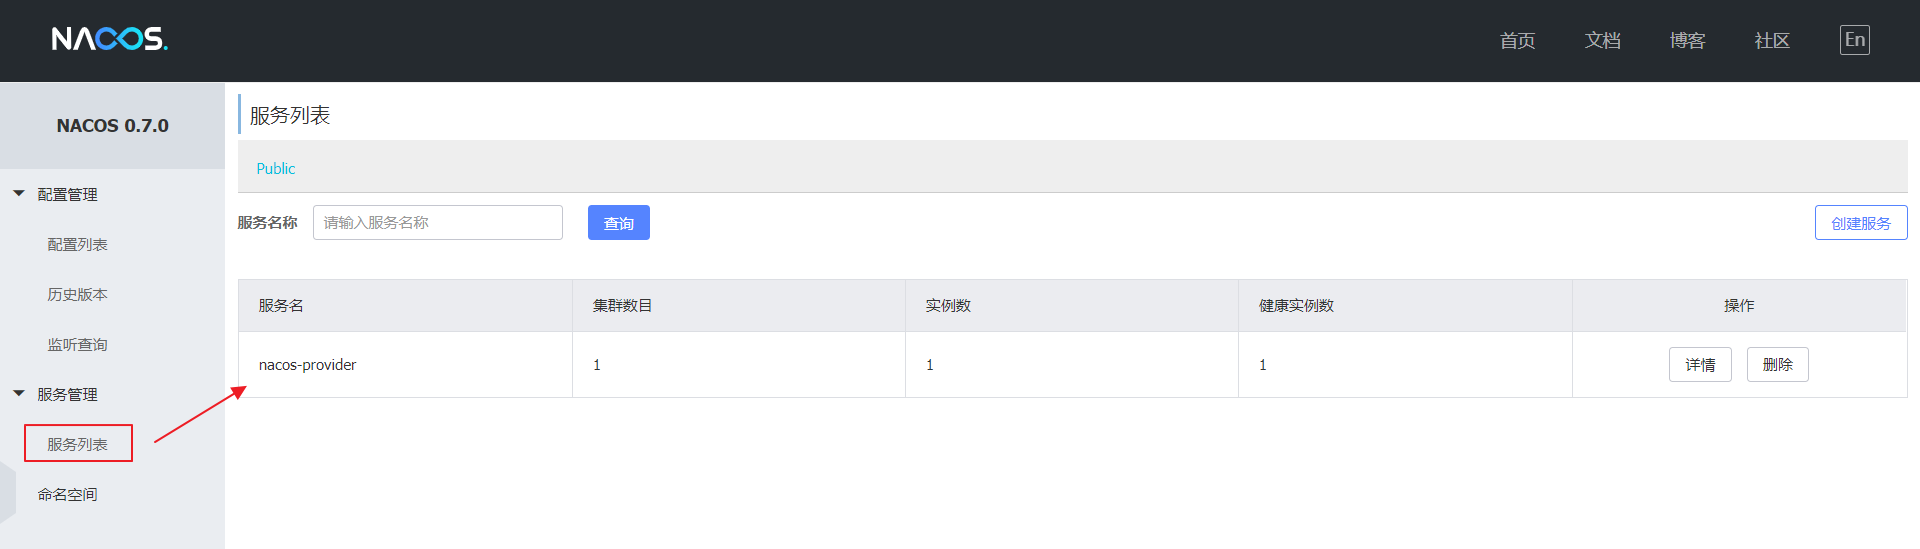 NACOS.
首页 文档 博客 社区 En
NACOS 0.7.0
配置管理
配置列表
历史版本
监听查询
服务管理
服务列表
命名空间
服务列表
Public
服务名称 请输入服务名称 查询 创建服务
服务名 集群数目 实例数 健康实例数 操作
nacos-provider 1 1 1 详情 删除